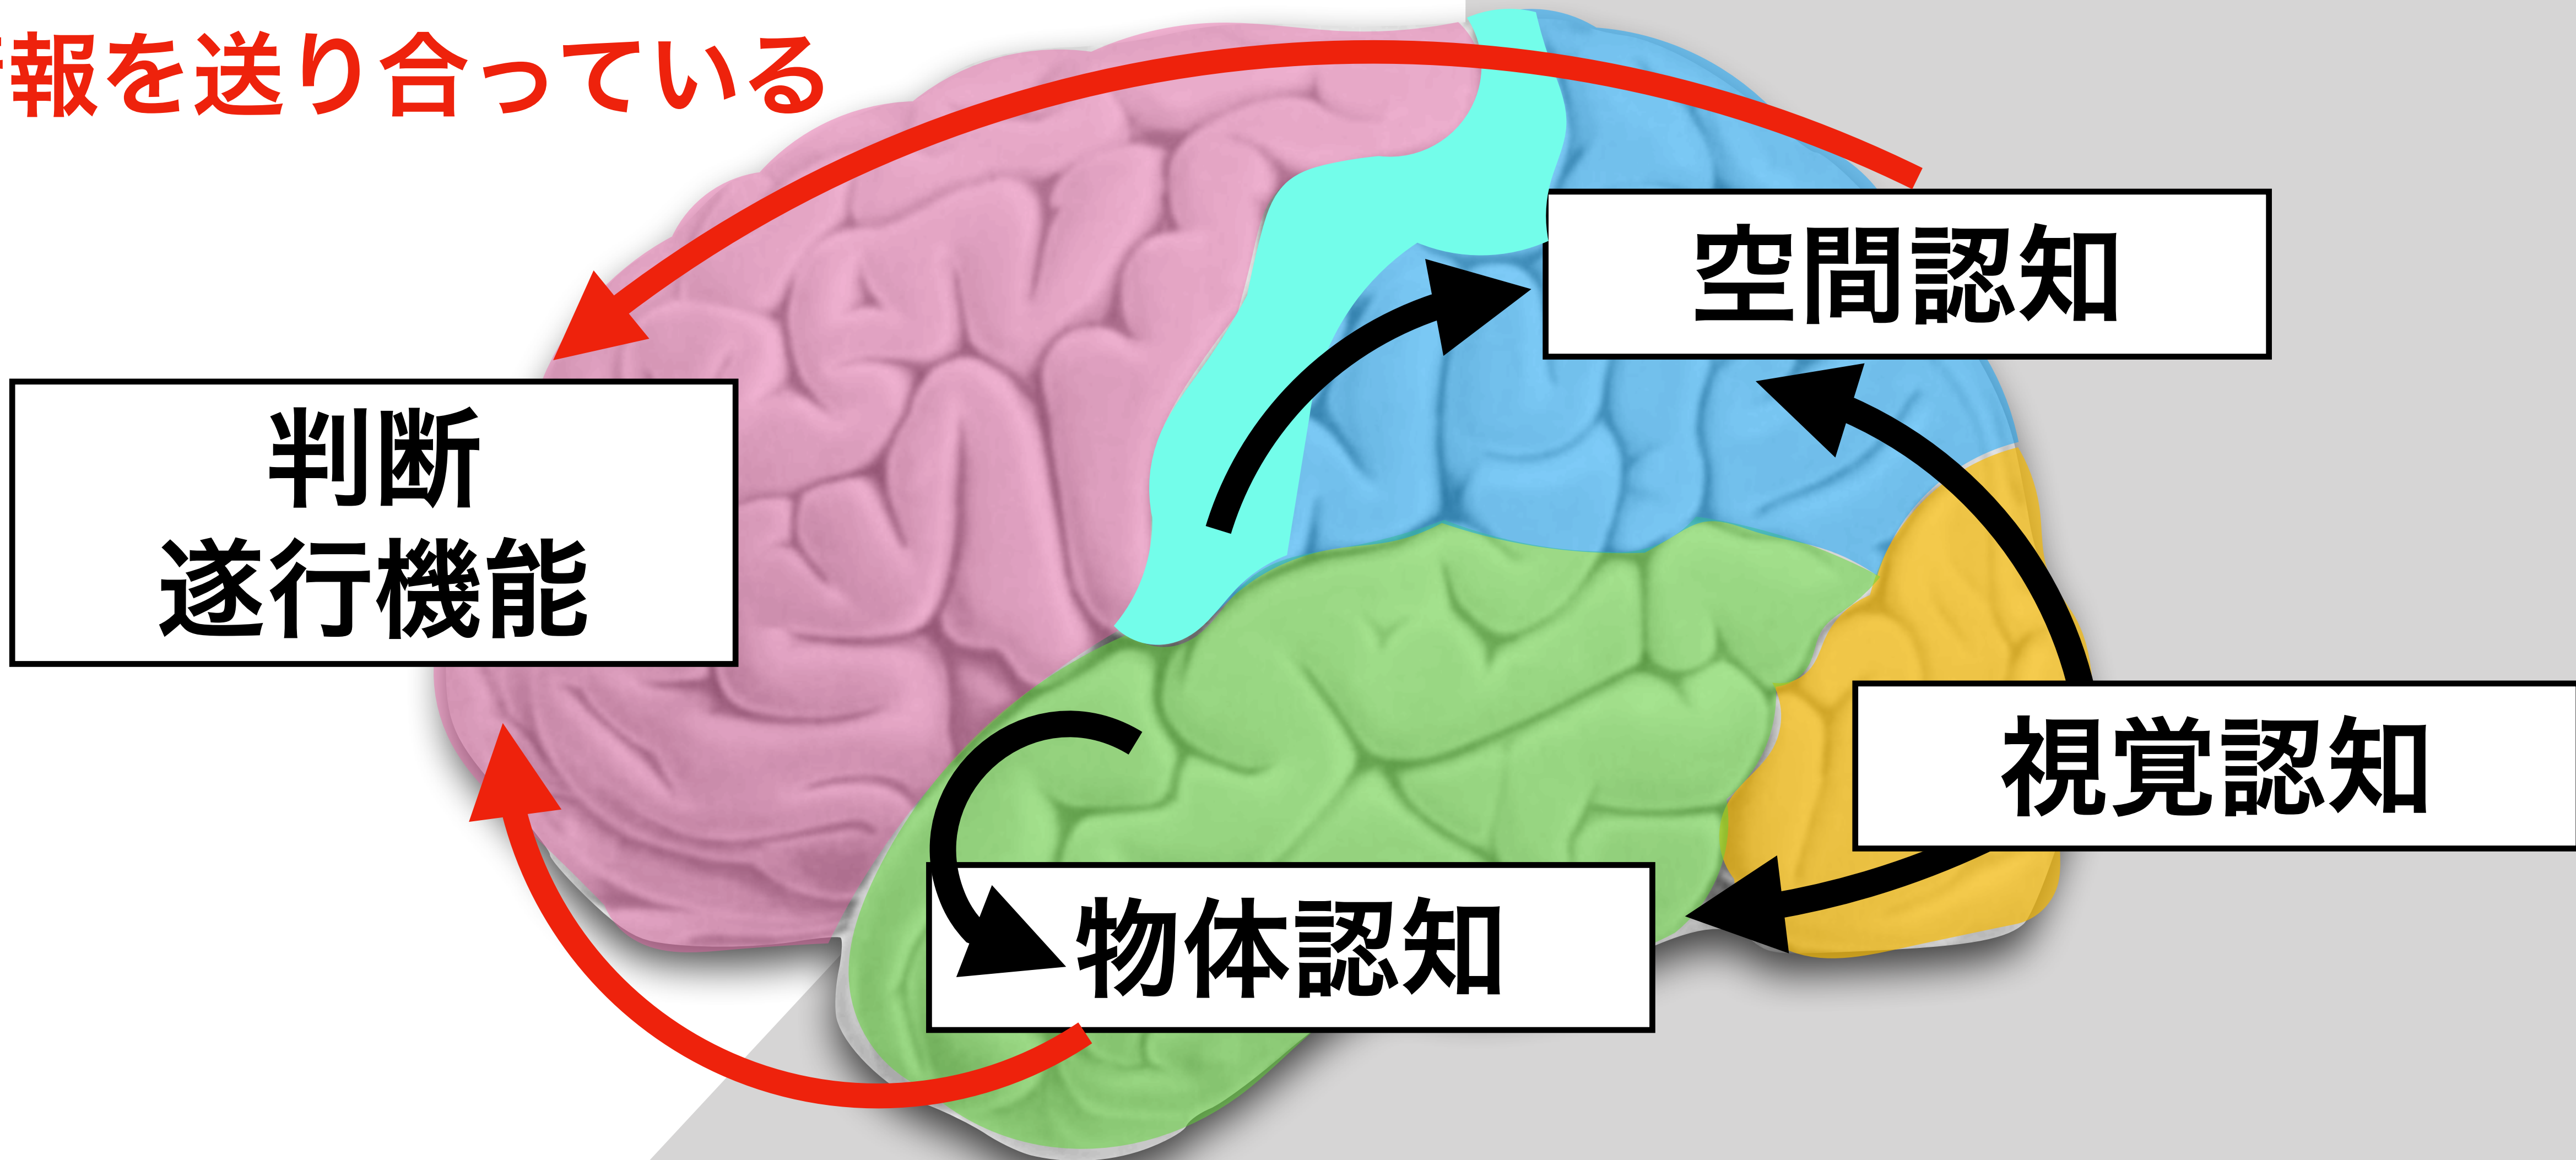 報を送り合っている
空間認知
判断
遂行機能
視覚認知
物体認知